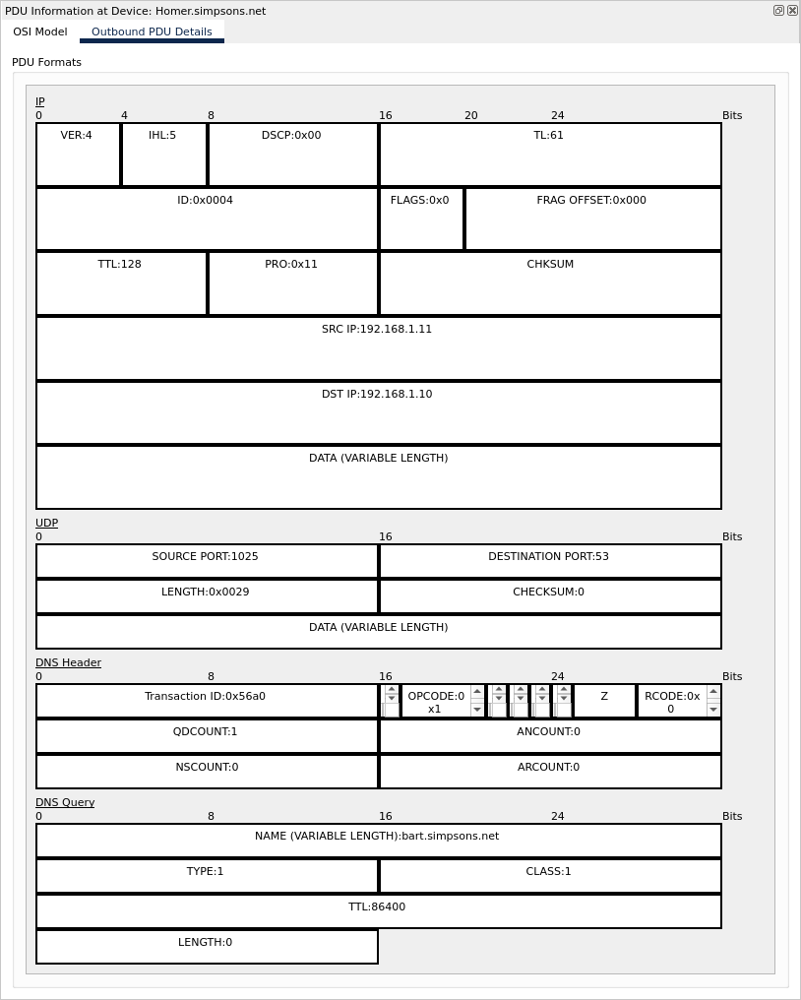 PDU Information at Device: Homer.simpsons.net
OSI Model Outbound PDU Details
PDU Formats
IP
0 4 8 16 20 24 Bits
VER:4 IHL:5 DSCP:0x00 TL:61
ID:0x0004 FLAGS:0x0 FRAG OFFSET:0x000
TTL:128 PRO:0x11 CHKSUM
SRC IP:192.168.1.11
DST IP:192.168.1.10
DATA (VARIABLE LENGTH)
UDP
0 16 Bits
SOURCE PORT:1025 DESTINATION PORT:53
LENGTH:0x0029 CHECKSUM:0
DATA (VARIABLE LENGTH)
DNS Header
0 8 16 24 Bits
Transaction ID:0x56a0 OPCODE:0 Z RCODE:0x
x1 0
QDCOUNT:1 ANCOUNT:0
NSCOUNT:0 ARCOUNT:0
DNS Query
0 8 16 24 Bits
NAME (VARIABLE LENGTH):bart.simpsons.net
TYPE:1 CLASS:1
TTL:86400
LENGTH:0